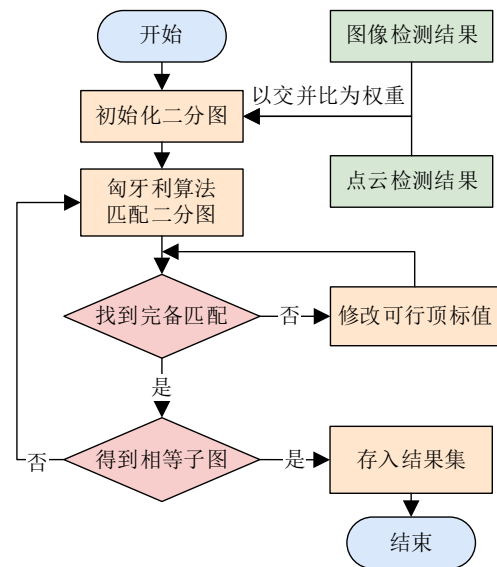 开始
图像检测结果
以交并比为权重
初始化二分图
点云检测结果
匈牙利算法
匹配二分图
找到完备匹配
否
修改可行顶标值
是
否
得到相等子图
是
存入结果集
结束